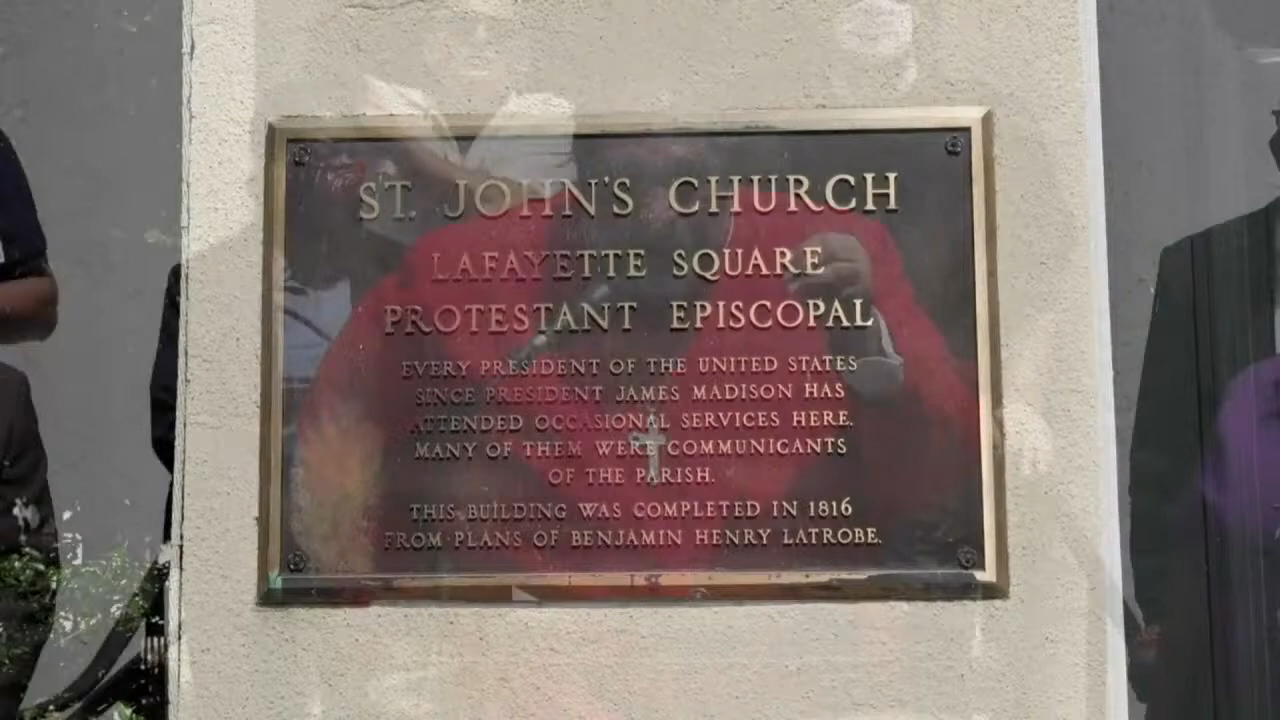 ST. JOHN'S CHURCH
LAFAYETTE SQUARE
PROTESTANT EPISCOPAL
EVERY PRESIDENT OF THE UNITED STATES
SINCE PRESIDENT JAMES MADISON HAS
ATTENDED OCCASIONAL SERVICES HERE.
MANY OF THEM WERE COMMUNICANTS
OF THE PARISH.
THIS BUILDING WAS COMPLETED IN 1816
FROM PLANS OF BENJAMIN HENRY LATROBE.